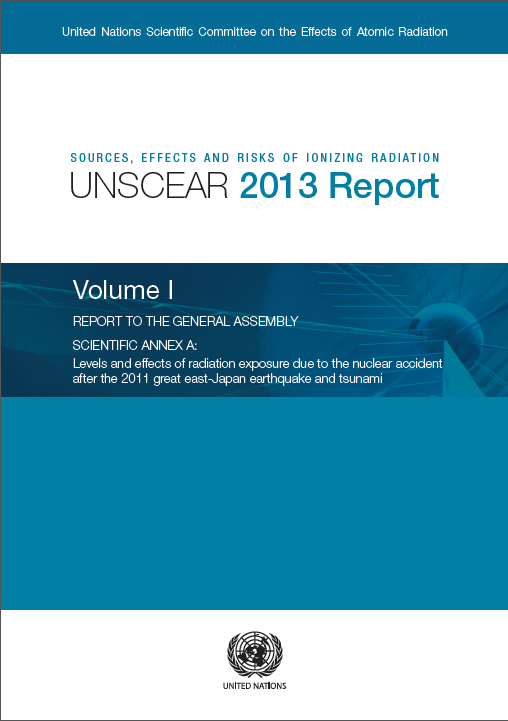 United Nations Scientific Committee on the Effects of Atomic Radiation
SOURCES, EFFECTS AND RISKS OF IONIZING RADIATION
UNSCEAR 2013 Report
Volume I
REPORT TO THE GENERAL ASSEMBLY
SCIENTIFIC ANNEX A:
Levels and effects of radiation exposure due to the nuclear accident
after the 2011 great east-Japan earthquake and tsunami
UNITED NATIONS